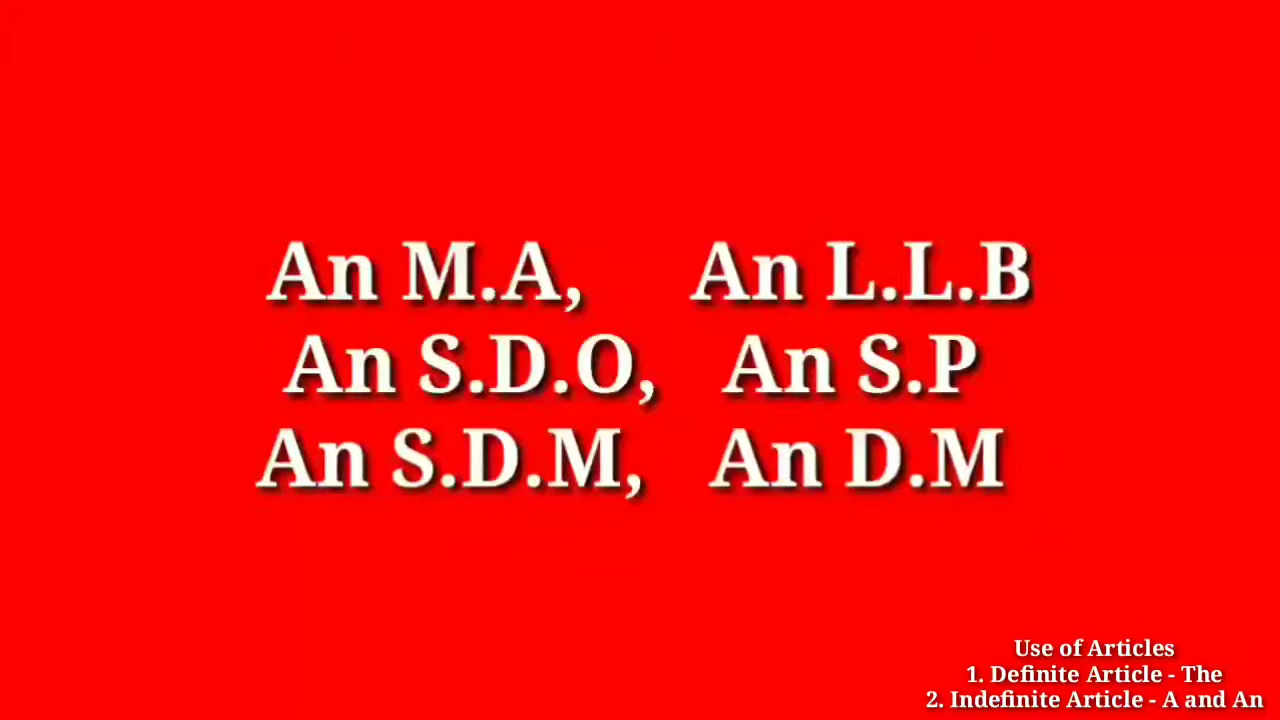 An M.A, An L.L.B
An S.D.O, An S.P
An S.D.M, An D.M
Use of Articles
1. Definite Article - The
2. Indefinite Article - A and An